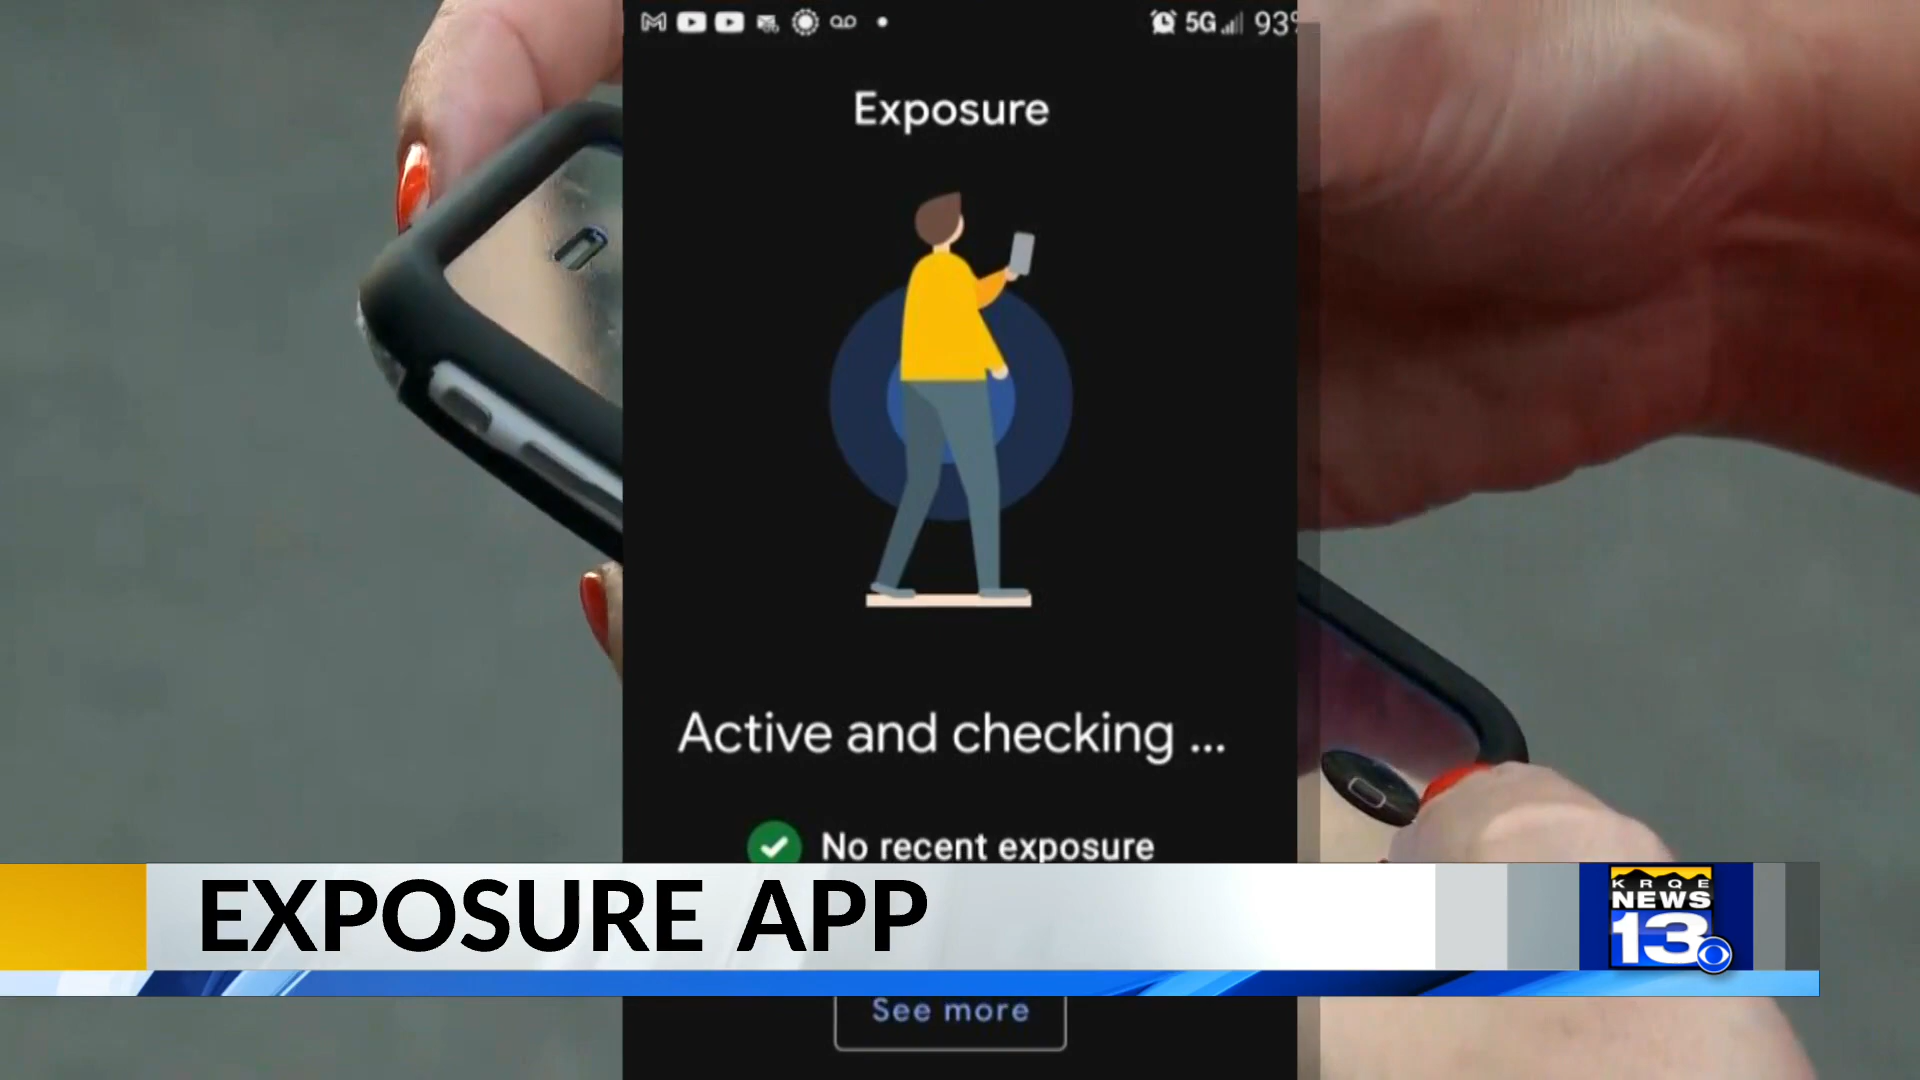 5G 93%
Exposure
Active and checking ...
No recent exposure
EXPOSURE APP
KRQE
NEWS
13
See more